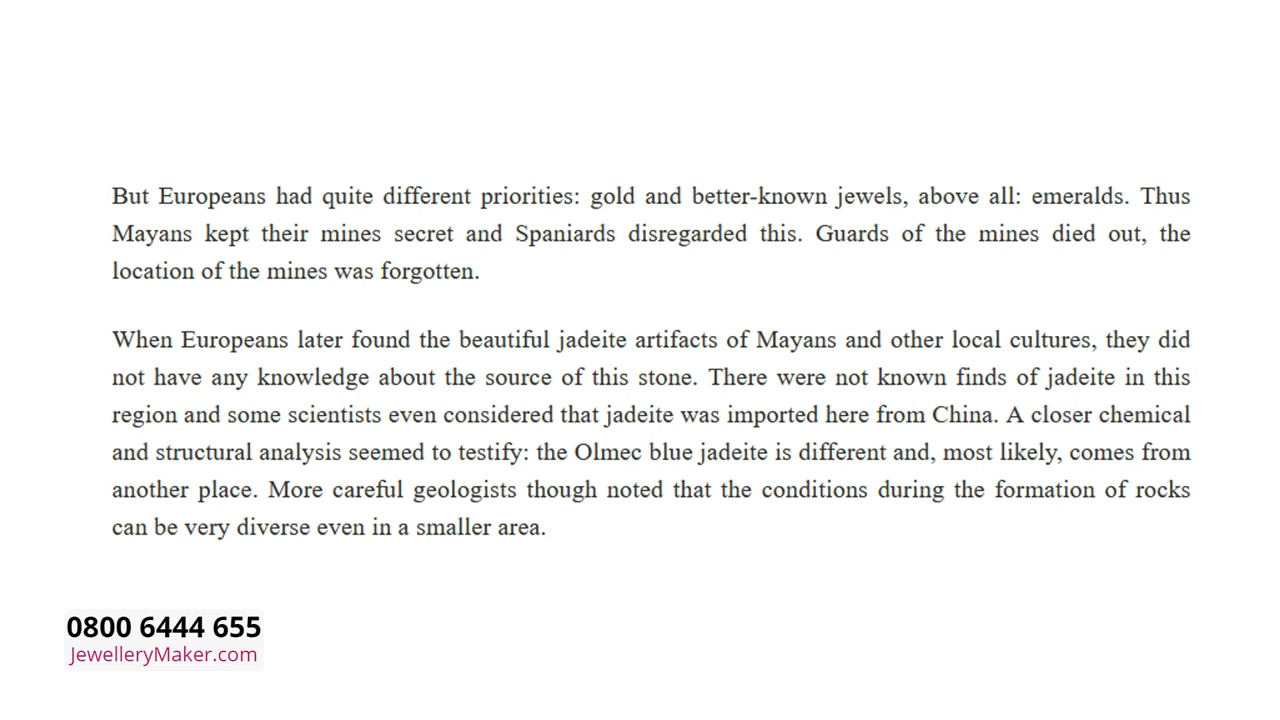 But Europeans had quite different priorities: gold and better-known jewels, above all: emeralds. Thus
Mayans kept their mines secret and Spaniards disregarded this. Guards of the mines died out, the
location of the mines was forgotten.
When Europeans later found the beautiful jadeite artifacts of Mayans and other local cultures, they did
not have any knowledge about the source of this stone. There were not known finds of jadeite in this
region and some scientists even considered that jadeite was imported here from China. A closer chemical
and structural analysis seemed to testify: the Olmec blue jadeite is different and, most likely, comes from
another place. More careful geologists though noted that the conditions during the formation of rocks
can be very diverse even in a smaller area.
0800 6444 655
JewelleryMaker.com